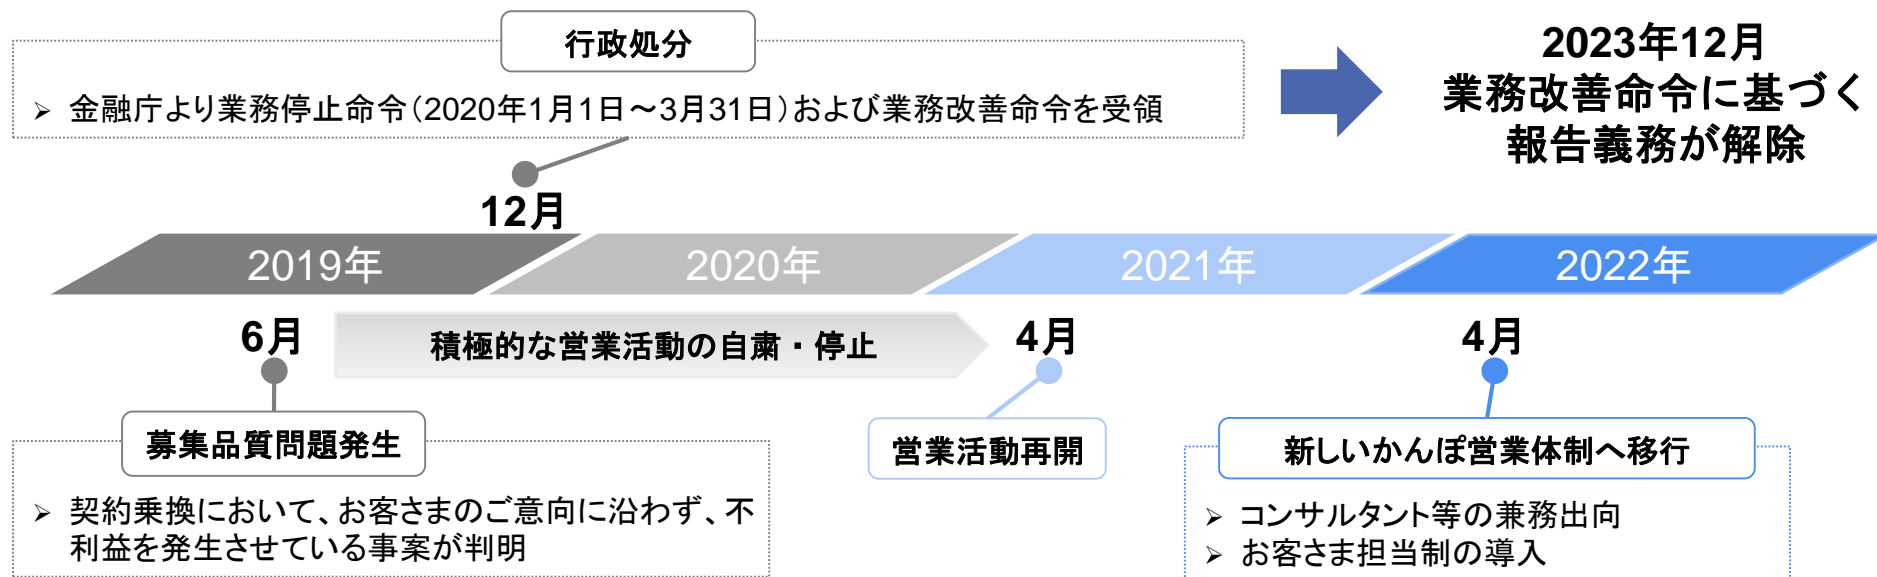 行政処分
➢ 金融庁より業務停止命令（2020年1月1日～3月31日）および業務改善命令を受領
2023年12月
業務改善命令に基づく
報告義務が解除
12月
2019年
2020年
2021年
2022年
6月
積極的な営業活動の自粛・停止
4月
4月
募集品質問題発生
➢ 契約乗換において、お客さまのご意向に沿わず、不
利益を発生させている事案が判明
営業活動再開
新しいかんぽ営業体制へ移行
➢ コンサルタント等の兼務出向
➢ お客さま担当制の導入